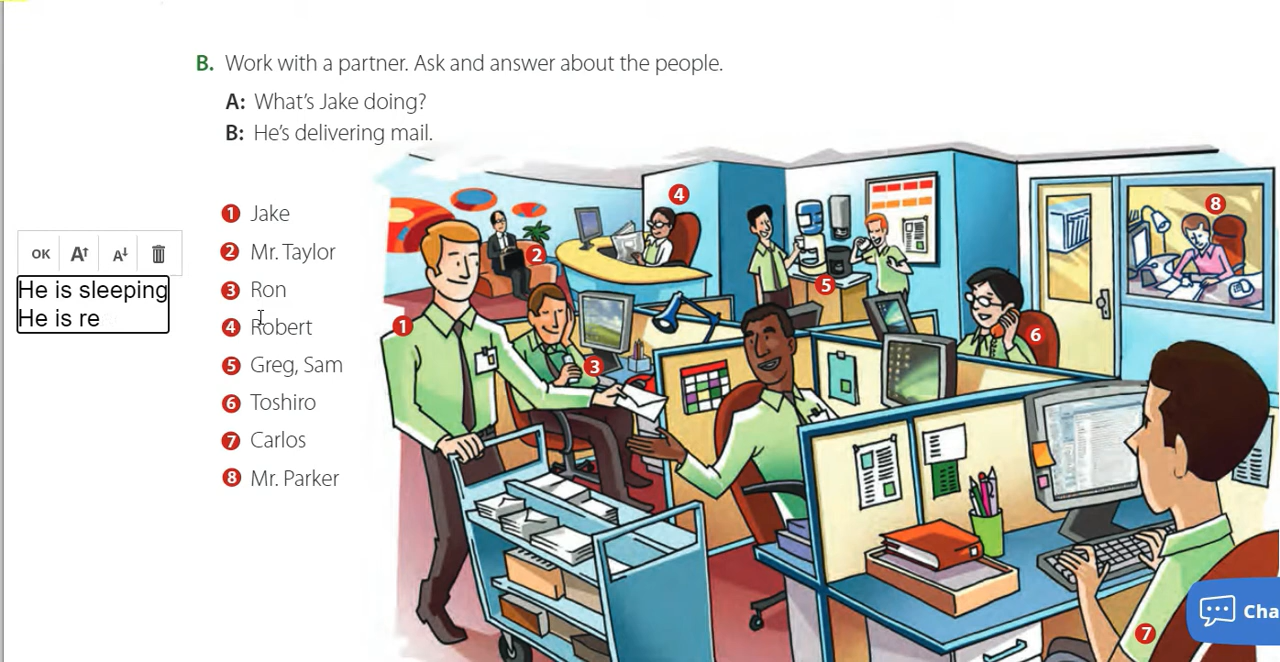 B. Work with a partner. Ask and answer about the people.
A: What's Jake doing?
B: He's delivering mail.
1 Jake
2 Mr. Taylor
3 Ron
4 Robert
5 Greg, Sam
6 Toshiro
7 Carlos
8 Mr. Parker
OK A↑ A↓
He is sleeping
He is re
1
2
3
4
5
6
7
8
Cha